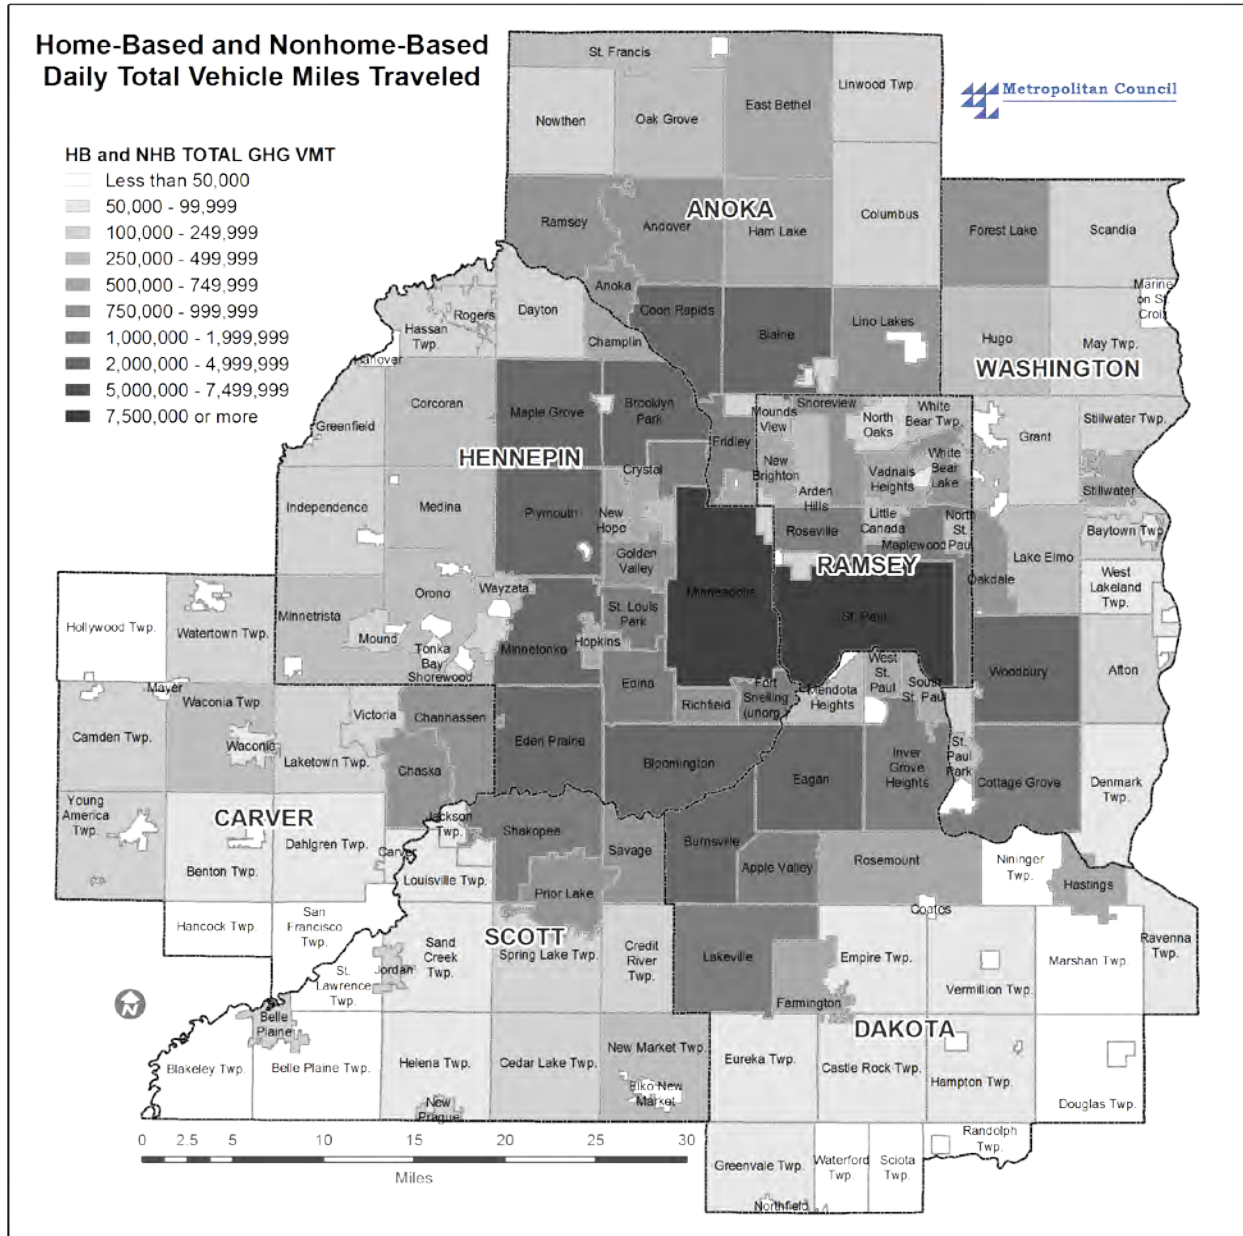 Home-Based and Nonhome-Based
Daily Total Vehicle Miles Traveled
Metropolitan Council
HB and NHB TOTAL GHG VMT
Less than 50,000
50,000 - 99,999
100,000 - 249,999
250,000 - 499,999
500,000 - 749,999
750,000 - 999,999
1,000,000 - 1,999,999
2,000,000 - 4,999,999
5,000,000 - 7,499,999
7,500,000 or more
St. Francis
Nowthen
Oak Grove
East Bethel
Linwood Twp.
ANOKA
Ramsey
Andover
Ham Lake
Columbus
Forest Lake
Scandia
Anoka
Marine
on St.
Croix
Dayton
Rogers
Hassan
Twp.
Coon Rapids
Blaine
Lino Lakes
Champlin
Hugo
May Twp.
WASHINGTON
Hanover
Corcoran
Maple Grove
Brooklyn
Park
Greenfield
Fridley
Mounds
View
Shoreview
North
Oaks
White
Bear Twp.
Grant
Stillwater Twp.
HENNEPIN
Crystal
New
Brighton
Vadnais
Heights
White
Bear
Lake
Stillwater
Independence
Medina
Plymouth
New
Hope
Arden
Hills
Roseville
Little
Canada
North
St.
Paul
Maplewood
Baytown Twp.
Golden
Valley
RAMSEY
Lake Elmo
Oakdale
West
Lakeland
Twp.
Minnetrista
Orono
Wayzata
Minneapolis
St. Paul
St. Louis
Park
Hollywood Twp.
Watertown Twp.
Mound
Tonka
Bay
Shorewood
Minnetonka
Hopkins
Edina
Woodbury
Afton
West
St.
Paul
South
St. Paul
Fort
Snelling
(unorg.)
Mendota
Heights
Richfield
Mayer
Waconia Twp.
Victoria
Chanhassen
Camden Twp.
Waconia
Laketown Twp.
Eden Prairie
Bloomington
Chaska
Eagan
Inver
Grove
Heights
St.
Paul
Park
Cottage Grove
Denmark
Twp.
Young
America
Twp.
CARVER
Dahlgren Twp.
Benton Twp.
Jackson
Twp.
Shakopee
Carver
Louisville Twp.
Savage
Burnsville
Apple Valley
Rosemount
Nininger
Twp.
Hastings
Prior Lake
Hancock Twp.
San
Francisco
Twp.
Coates
SCOTT
Sand
Creek
Twp.
Spring Lake Twp.
Credit
River
Twp.
Lakeville
Empire Twp.
Marshan Twp.
Ravenna
Twp.
St.
Lawrence
Twp.
Jordan
Vermillion Twp.
Farmington
DAKOTA
N
Belle
Plaine
Blakeley Twp.
Belle Plaine Twp.
Helena Twp.
Cedar Lake Twp.
New Market Twp.
Elko New
Market
Eureka Twp.
Castle Rock Twp.
Hampton Twp.
Douglas Twp.
New
Prague
Randolph
Twp.
Greenvale Twp.
Waterford
Twp.
Sciota
Twp.
Northfield
0 2.5 5 10 15 20 25 30
Miles